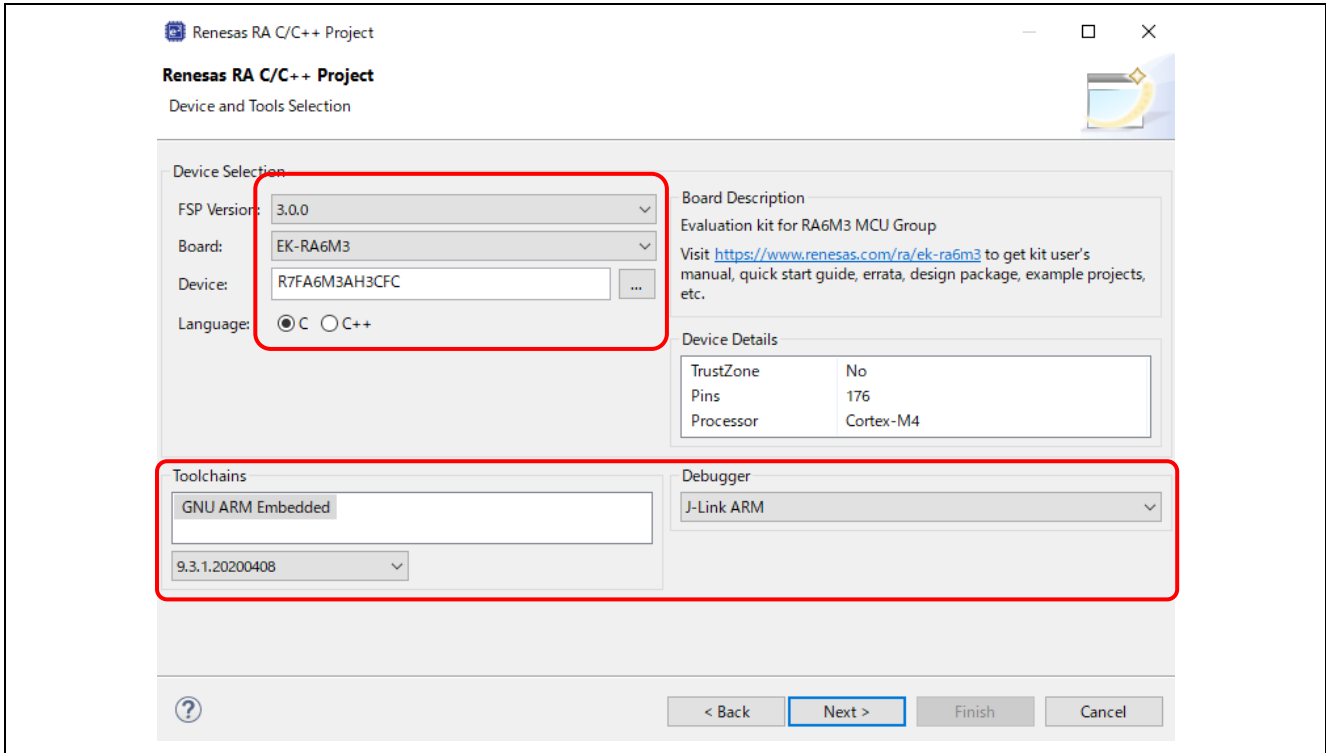 Renesas RA C/C++ Project
Renesas RA C/C++ Project
Device and Tools Selection
Device Selection
FSP Version: 3.0.0
Board: EK-RA6M3
Device: R7FA6M3AH3CFC ...
Language: C C++
Board Description
Evaluation kit for RA6M3 MCU Group
Visit https://www.renesas.com/ra/ek-ra6m3 to get kit user's
manual, quick start guide, errata, design package, example projects,
etc.
Device Details
TrustZone No
Pins 176
Processor Cortex-M4
Toolchains
GNU ARM Embedded
9.3.1.20200408
Debugger
J-Link ARM
? < Back Next > Finish Cancel